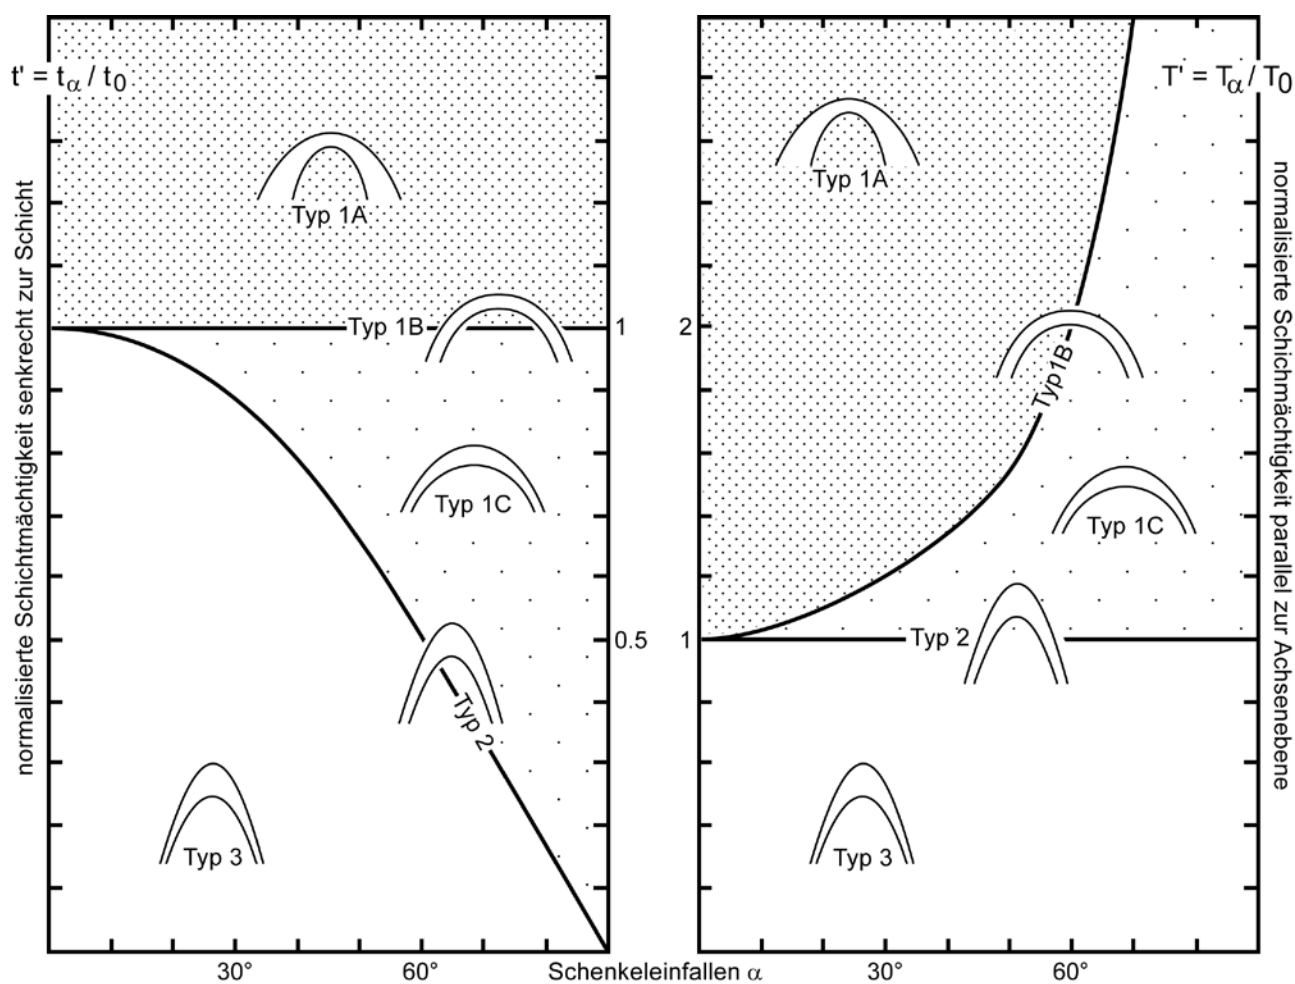 t' = tα / t0
normalisierte Schichtmächtigkeit senkrecht zur Schicht
Typ 1A
Typ 1B
Typ 1C
Typ 2
Typ 3
1
0.5
30°
60°
Schenkeleinfallen α
T' = Tα / T0
normalisierte Schichmächtigkeit parallel zur Achsenebene
Typ 1A
Typ1B
Typ 1C
Typ 2
Typ 3
2
1
30°
60°